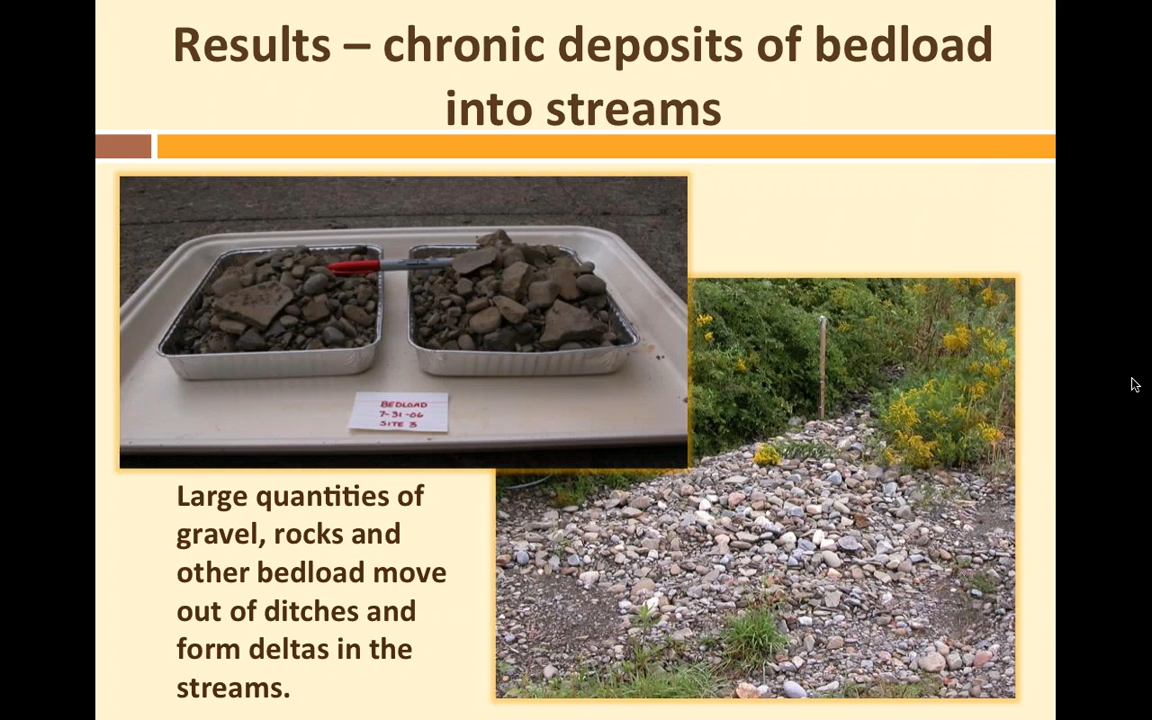 Results – chronic deposits of bedload
into streams
BEDLOAD
7-31-06
SITE 3
Large quantities of
gravel, rocks and
other bedload move
out of ditches and
form deltas in the
streams.